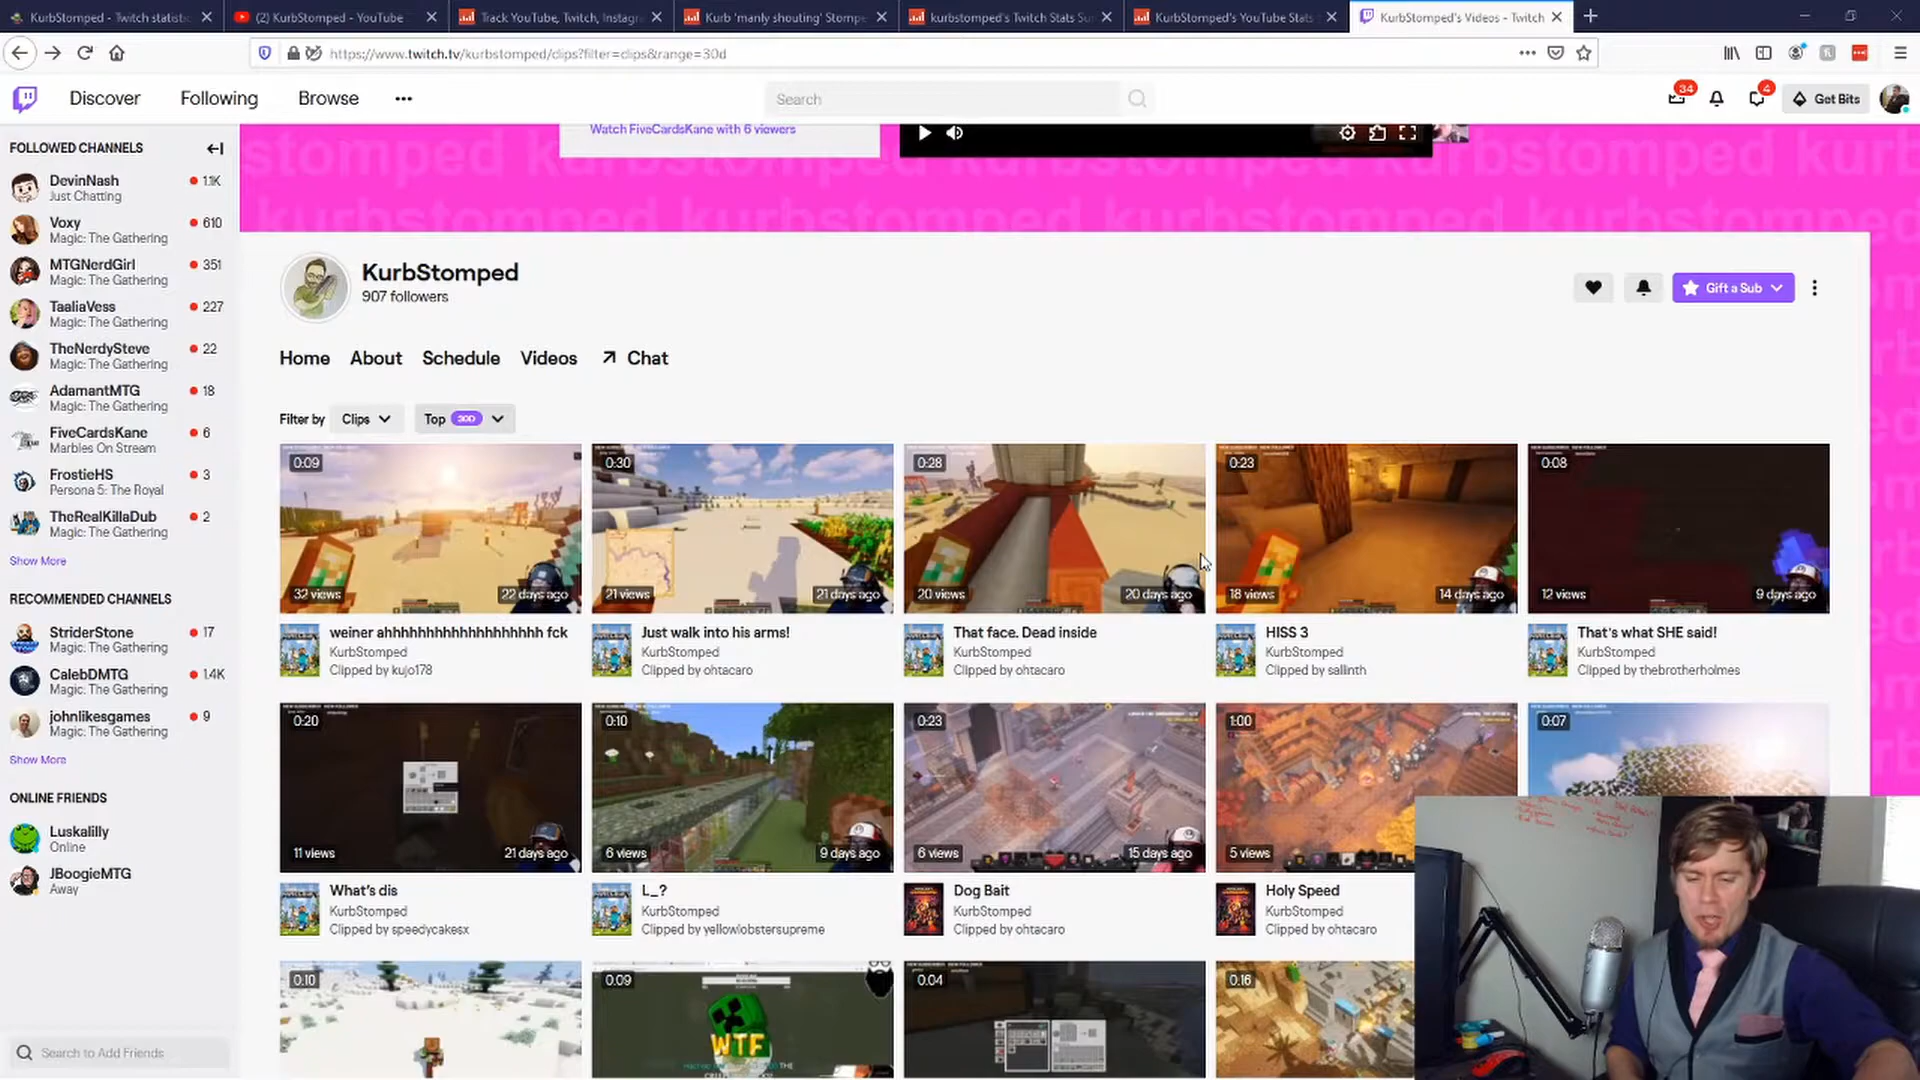 KurbStomped - Twitch statistic
(2) KurbStomped - YouTube
Track YouTube, Twitch, Instagra
Kurb 'manly shouting' Stompe
kurbstomped's Twitch Stats Su
KurbStomped's YouTube Stats
KurbStomped's Videos - Twitch
https://www.twitch.tv/kurbstomped/clips?filter=clips&range=30d
Discover
Following
Browse
Search
34
4
Get Bits
FOLLOWED CHANNELS
DevinNash
1.1K
Just Chatting
Voxy
610
Magic: The Gathering
MTGNerdGirl
351
Magic: The Gathering
TaaliaVess
227
Magic: The Gathering
TheNerdySteve
22
Magic: The Gathering
AdamantMTG
18
Magic: The Gathering
FiveCardsKane
6
Marbles On Stream
FrostieHS
3
Persona 5: The Royal
TheRealKillaDub
2
Magic: The Gathering
Show More
RECOMMENDED CHANNELS
StriderStone
17
Magic: The Gathering
CalebDMTG
1.4K
Magic: The Gathering
johnlikesgames
9
Magic: The Gathering
Show More
ONLINE FRIENDS
Luskalilly
Online
JBoogieMTG
Away
Search to Add Friends
Watch FiveCardsKane with 6 viewers
stomped kurbstomped kurbstomped kurbstomped kurb
kurbstomped kurbstomped kurbstomped kurbstomped
KurbStomped
907 followers
Gift a Sub
Home
About
Schedule
Videos
Chat
Filter by
Clips
Top
30D
0:09
32 views
22 days ago
weiner ahhhhhhhhhhhhhhhhhhh fck
KurbStomped
Clipped by kujo178
0:30
21 views
21 days ago
Just walk into his arms!
KurbStomped
Clipped by ohtacaro
0:28
20 views
20 days ago
That face. Dead inside
KurbStomped
Clipped by ohtacaro
0:23
18 views
14 days ago
HISS 3
KurbStomped
Clipped by sallinth
0:08
12 views
9 days ago
That's what SHE said!
KurbStomped
Clipped by thebrotherholmes
0:20
11 views
21 days ago
What's dis
KurbStomped
Clipped by speedycakesx
0:10
6 views
9 days ago
L_?
KurbStomped
Clipped by yellowlobstersupreme
0:23
6 views
15 days ago
Dog Bait
KurbStomped
Clipped by ohtacaro
1:00
5 views
Holy Speed
KurbStomped
Clipped by ohtacaro
0:07
0:10
0:09
WTF
0:04
0:16